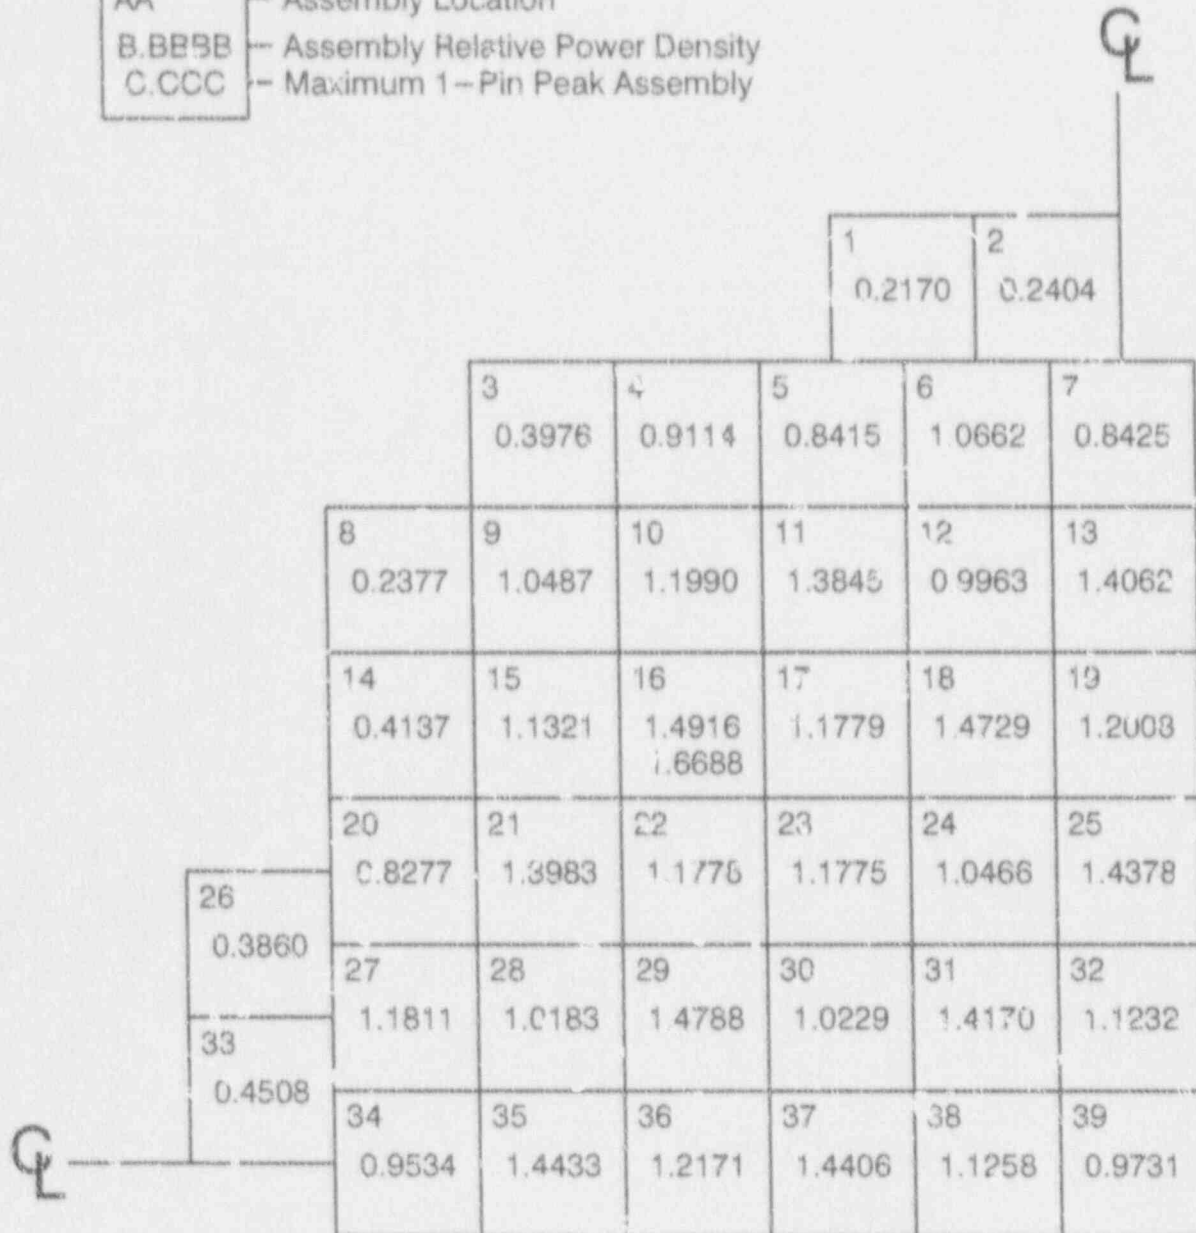 AA Assembly Location
B.BBBB Assembly Relative Power Density
C.CCC Maximum 1-Pin Peak Assembly
CL
1 2
0.2170 0.2404
3 4 5 6 7
0.3976 0.9114 0.8415 1.0662 0.8425
8 9 10 11 12 13
0.2377 1.0487 1.1990 1.3845 0.9963 1.4062
14 15 16 17 18 19
0.4137 1.1321 1.4916 1.1779 1.4729 1.2008
1.6688
20 21 22 23 24 25
0.8277 1.3983 1.1778 1.1775 1.0466 1.4378
26
0.3860
27 28 29 30 31 32
1.1811 1.0183 1.4788 1.0229 1.4170 1.1232
33
0.4508
34 35 36 37 38 39
0.9534 1.4433 1.2171 1.4406 1.1258 0.9731
CL